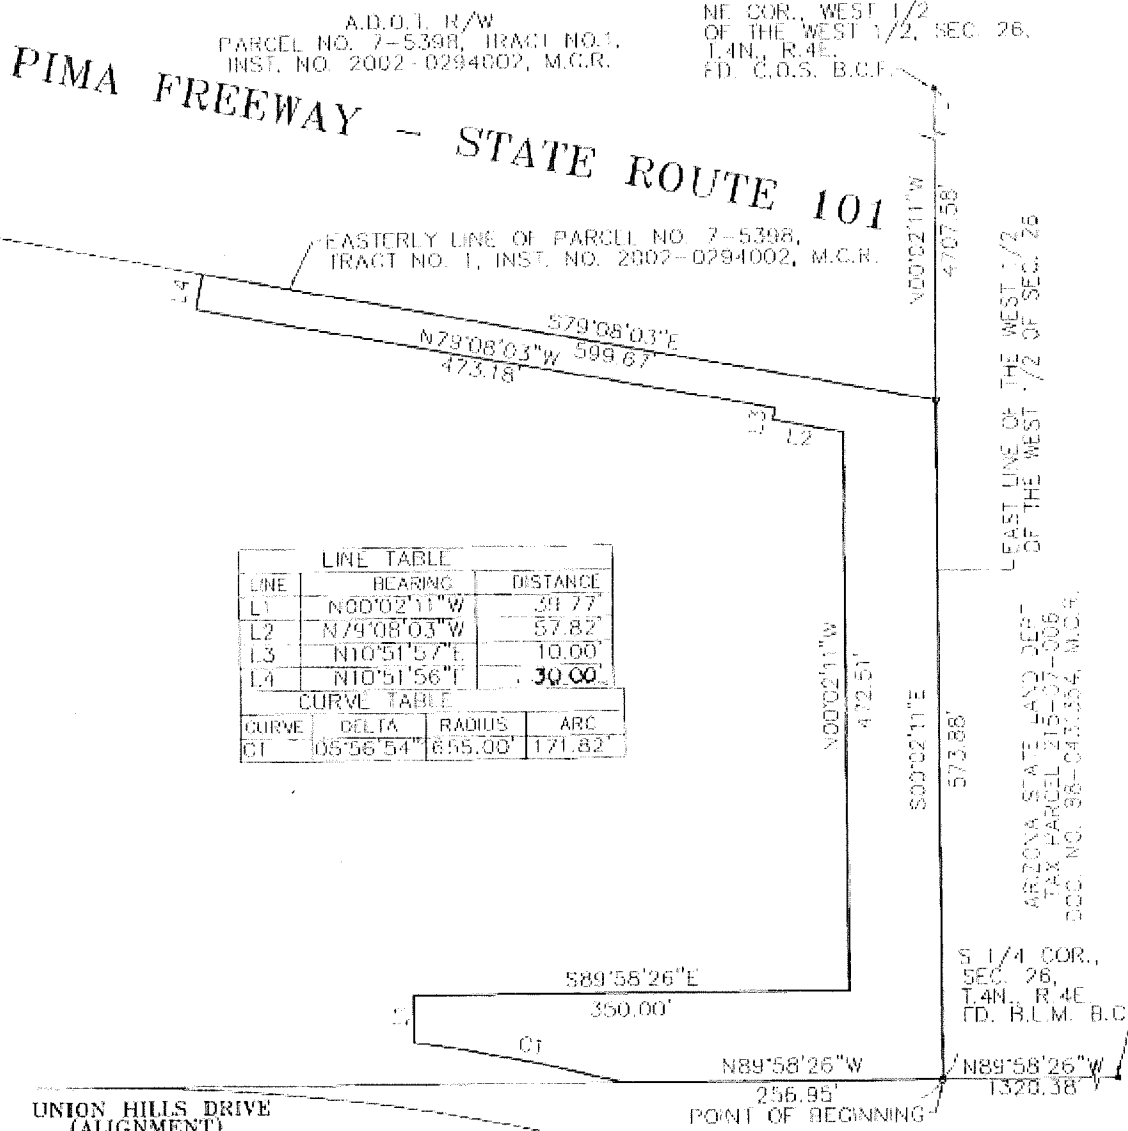 A.D.O.T. R/W
PARCEL NO. 7-5398, TRACT NO.1,
INST. NO. 2002-0294002, M.C.R.
NE COR., WEST 1/2
OF THE WEST 1/2, SEC. 26,
T.4N., R.4E.
FD. C.O.S. B.C.F.
PIMA FREEWAY - STATE ROUTE 101
N00°02'11"W
4707.58'
EASTERLY LINE OF PARCEL NO. 7-5398,
TRACT NO. 1, INST. NO. 2002-0294002, M.C.R.
EAST LINE OF THE WEST 1/2
OF THE WEST 1/2 OF SEC. 26
L4
S79°08'03"E
599.67'
N79°08'03"W
473.18'
L3
L2
LINE TABLE
LINE BEARING DISTANCE
L1 N00°02'11"W 39.77'
L2 N79°08'03"W 57.82'
L3 N10°51'57"E 10.00'
L4 N10°51'56"E 30.00'
CURVE TABLE
CURVE DELTA RADIUS ARC
C1 05°56'54" 1655.00' 171.82'
N00°02'11"W
472.51'
S00°02'11"E
573.88'
ARIZONA STATE LAND DEPT
TAX PARCEL 215-07-006
DOC. NO. M.C.R.
S 1/4 COR.,
SEC. 26,
T.4N., R.4E.
FD. B.L.M. B.C.
S89°58'26"E
350.00'
L1
C1
N89°58'26"W
256.95'
POINT OF BEGINNING
N89°58'26"W
1320.38'
UNION HILLS DRIVE
(ALIGNMENT)